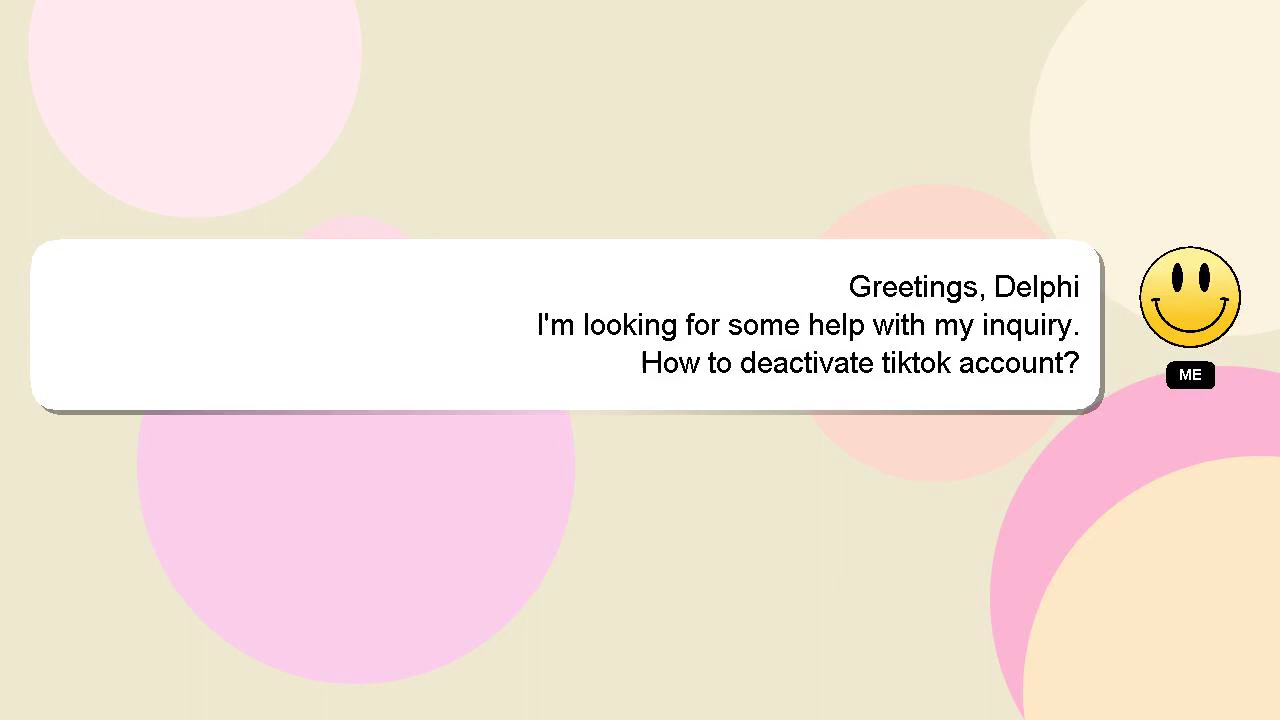 Greetings, Delphi
I'm looking for some help with my inquiry.
How to deactivate tiktok account?
ME